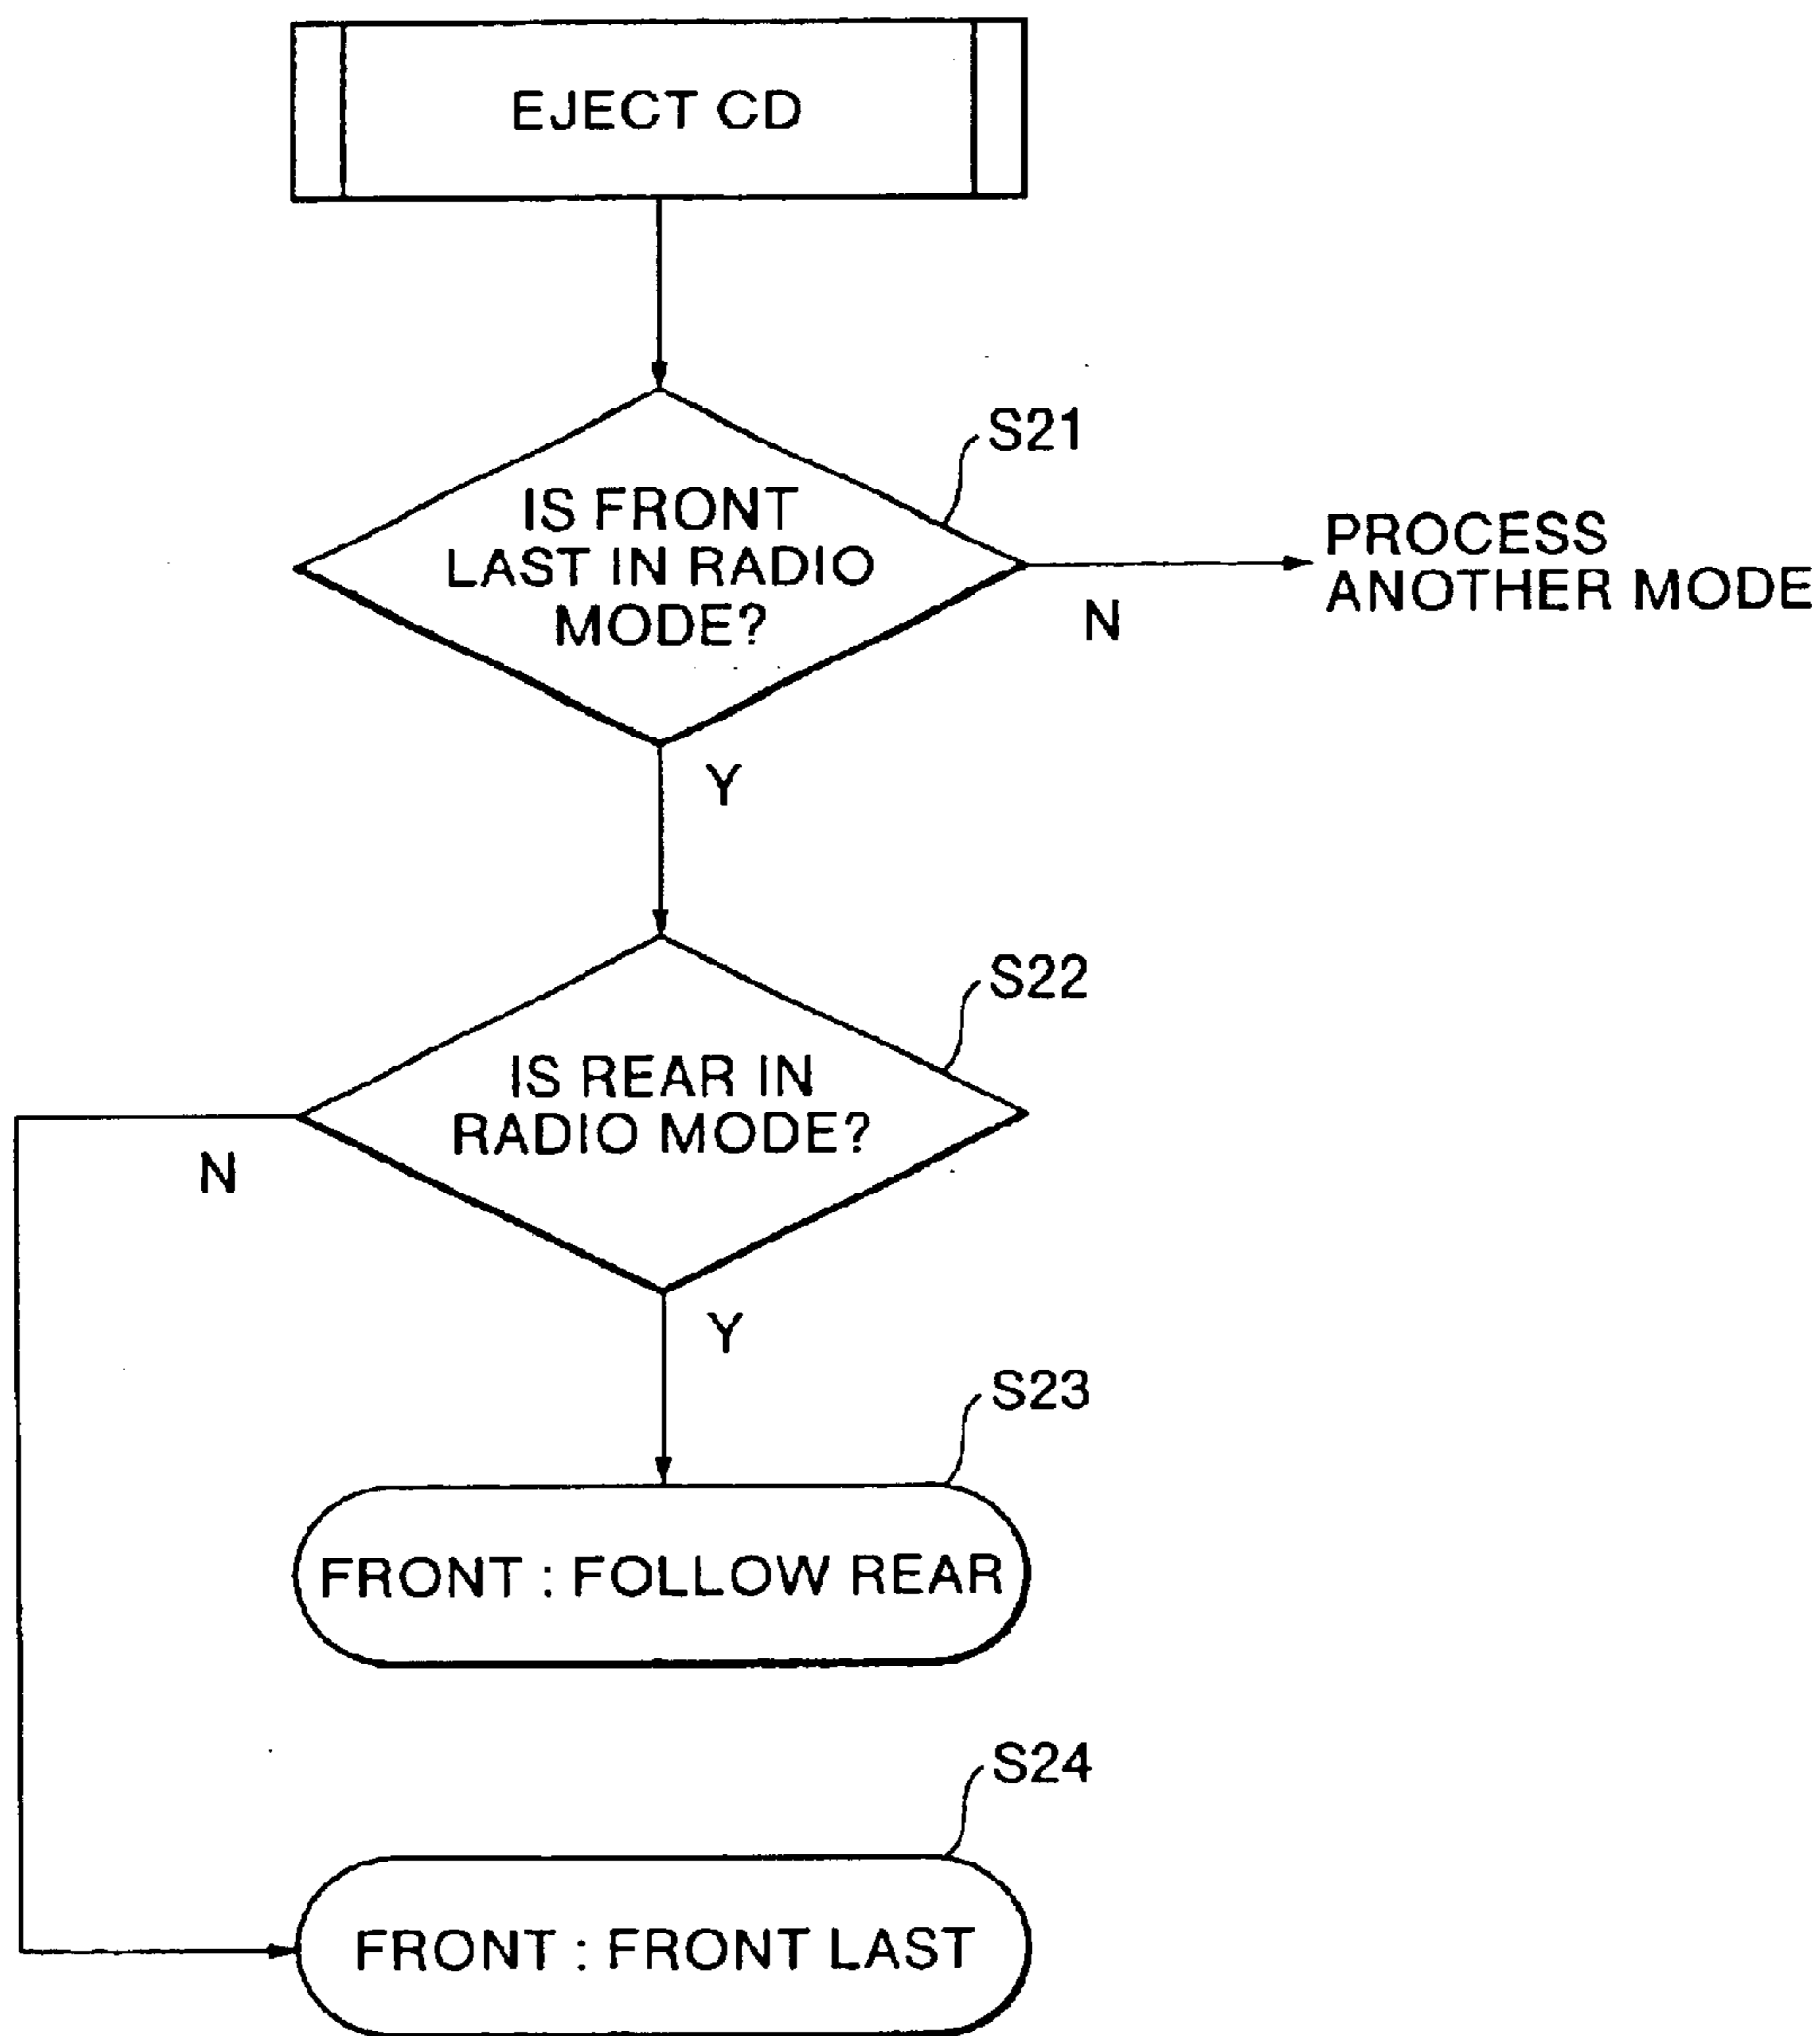 EJECT CD
S21
IS FRONT
LAST IN RADIO
MODE?
PROCESS
ANOTHER MODE
N
Y
S22
IS REAR IN
RADIO MODE?
N
Y
S23
FRONT : FOLLOW REAR
S24
FRONT : FRONT LAST